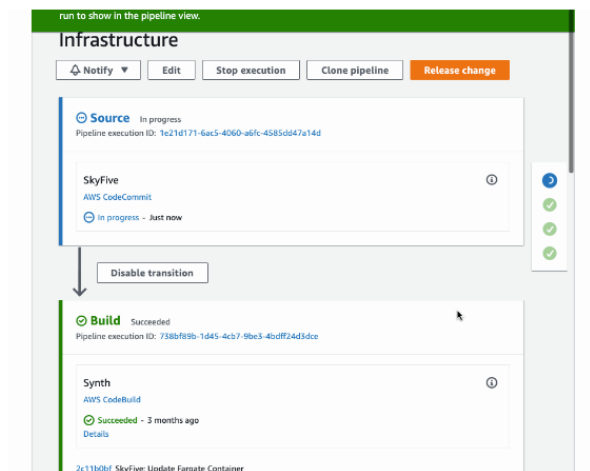 run to show in the pipeline view.
Infrastructure
Notify ▼ Edit Stop execution Clone pipeline Release change
Source In progress
Pipeline execution ID: 1e21d171-6ac5-4060-a6fc-4585dd47a14d
SkyFive
AWS CodeCommit
In progress - Just now
Disable transition
Build Succeeded
Pipeline execution ID: 738bf89b-1d45-4cb7-9be3-4bdff24d3dce
Synth
AWS CodeBuild
Succeeded - 3 months ago
Details
2c11b0bf SkyFive: Update Fargate Container